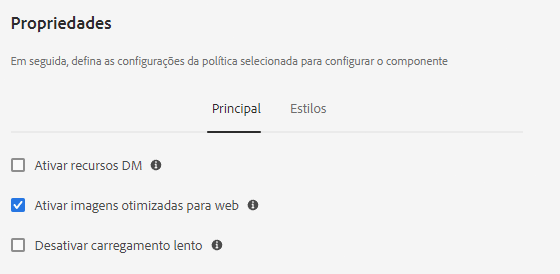 Propriedades
Em seguida, defina as configurações da política selecionada para configurar o componente
Principal Estilos
Ativar recursos DM
Ativar imagens otimizadas para web
Desativar carregamento lento